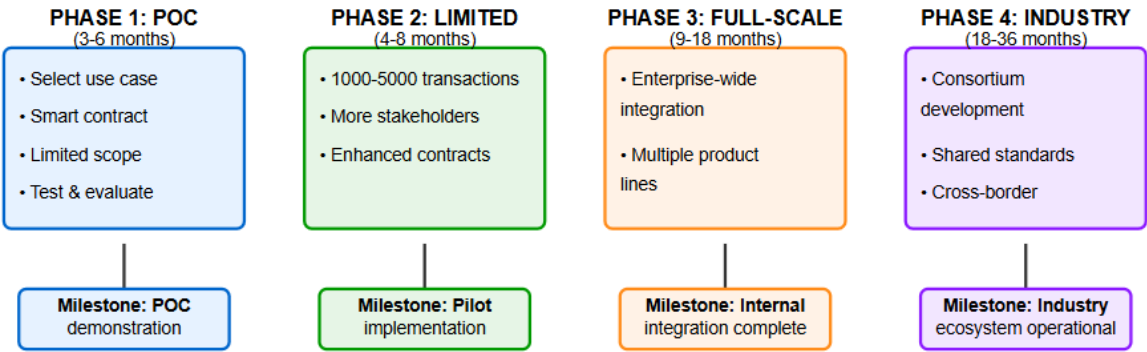 PHASE 1: POC
(3-6 months)
• Select use case
• Smart contract
• Limited scope
• Test & evaluate
Milestone: POC
demonstration
PHASE 2: LIMITED
(4-8 months)
• 1000-5000 transactions
• More stakeholders
• Enhanced contracts
Milestone: Pilot
implementation
PHASE 3: FULL-SCALE
(9-18 months)
• Enterprise-wide
integration
• Multiple product
lines
Milestone: Internal
integration complete
PHASE 4: INDUSTRY
(18-36 months)
• Consortium
development
• Shared standards
• Cross-border
Milestone: Industry
ecosystem operational